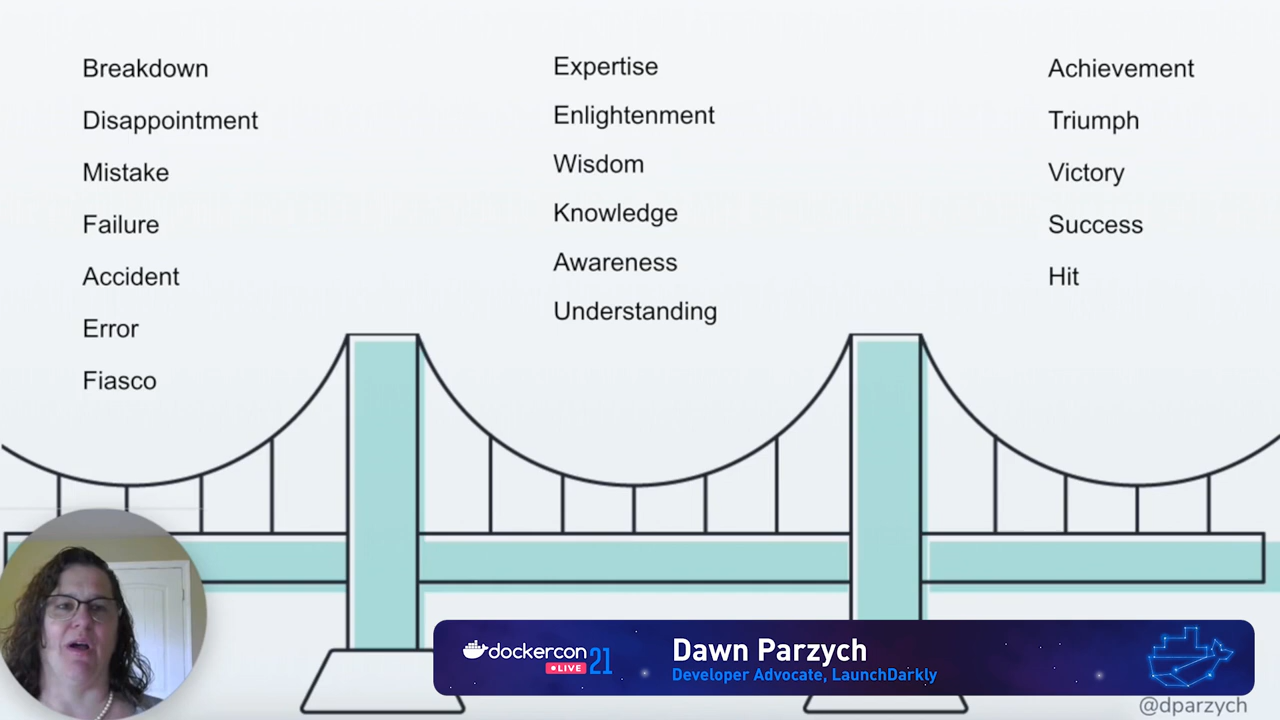 Breakdown
Disappointment
Mistake
Failure
Accident
Error
Fiasco
Expertise
Enlightenment
Wisdom
Knowledge
Awareness
Understanding
Achievement
Triumph
Victory
Success
Hit
dockercon
LIVE 21
Dawn Parzych
Developer Advocate, LaunchDarkly
@dparzych